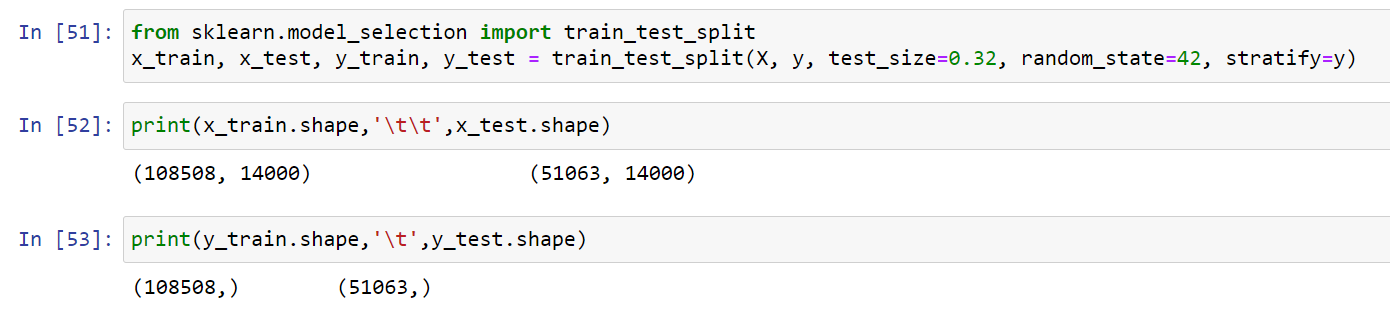 In [51]: from sklearn.model_selection import train_test_split
x_train, x_test, y_train, y_test = train_test_split(X, y, test_size=0.32, random_state=42, stratify=y)
In [52]: print(x_train.shape,'\t\t',x_test.shape)
(108508, 14000) (51063, 14000)
In [53]: print(y_train.shape,'\t',y_test.shape)
(108508,) (51063,)